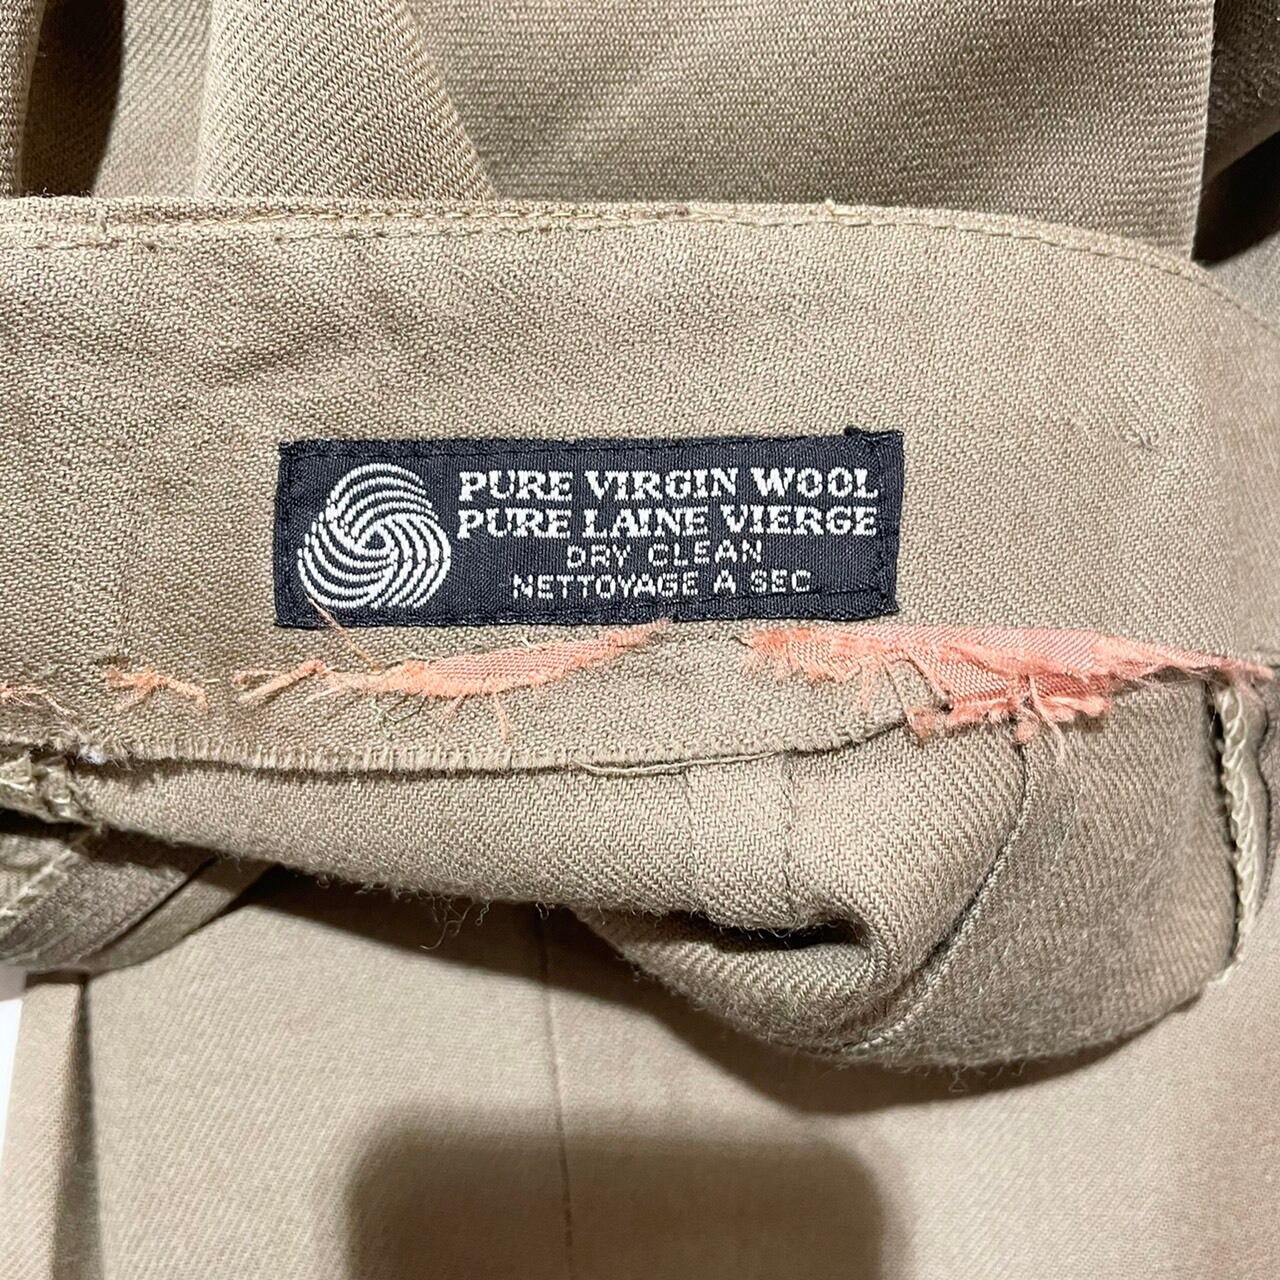 PURE VIRGIN WOOL
PURE LAINE VIERGE
DRY CLEAN
NETTOYAGE A SEC